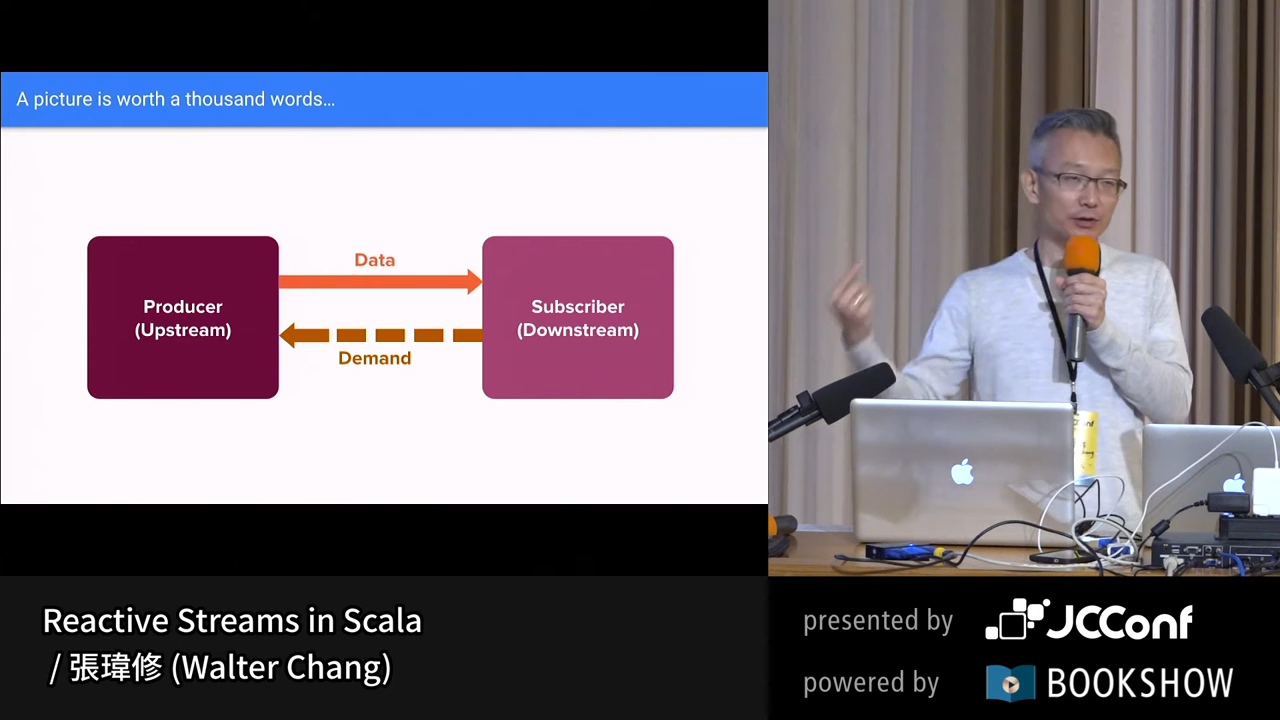 A picture is worth a thousand words...
Data
Producer
(Upstream)
Subscriber
(Downstream)
Demand
Reactive Streams in Scala
/ 張瑋修 (Walter Chang)
presented by JCConf
powered by BOOKSHOW